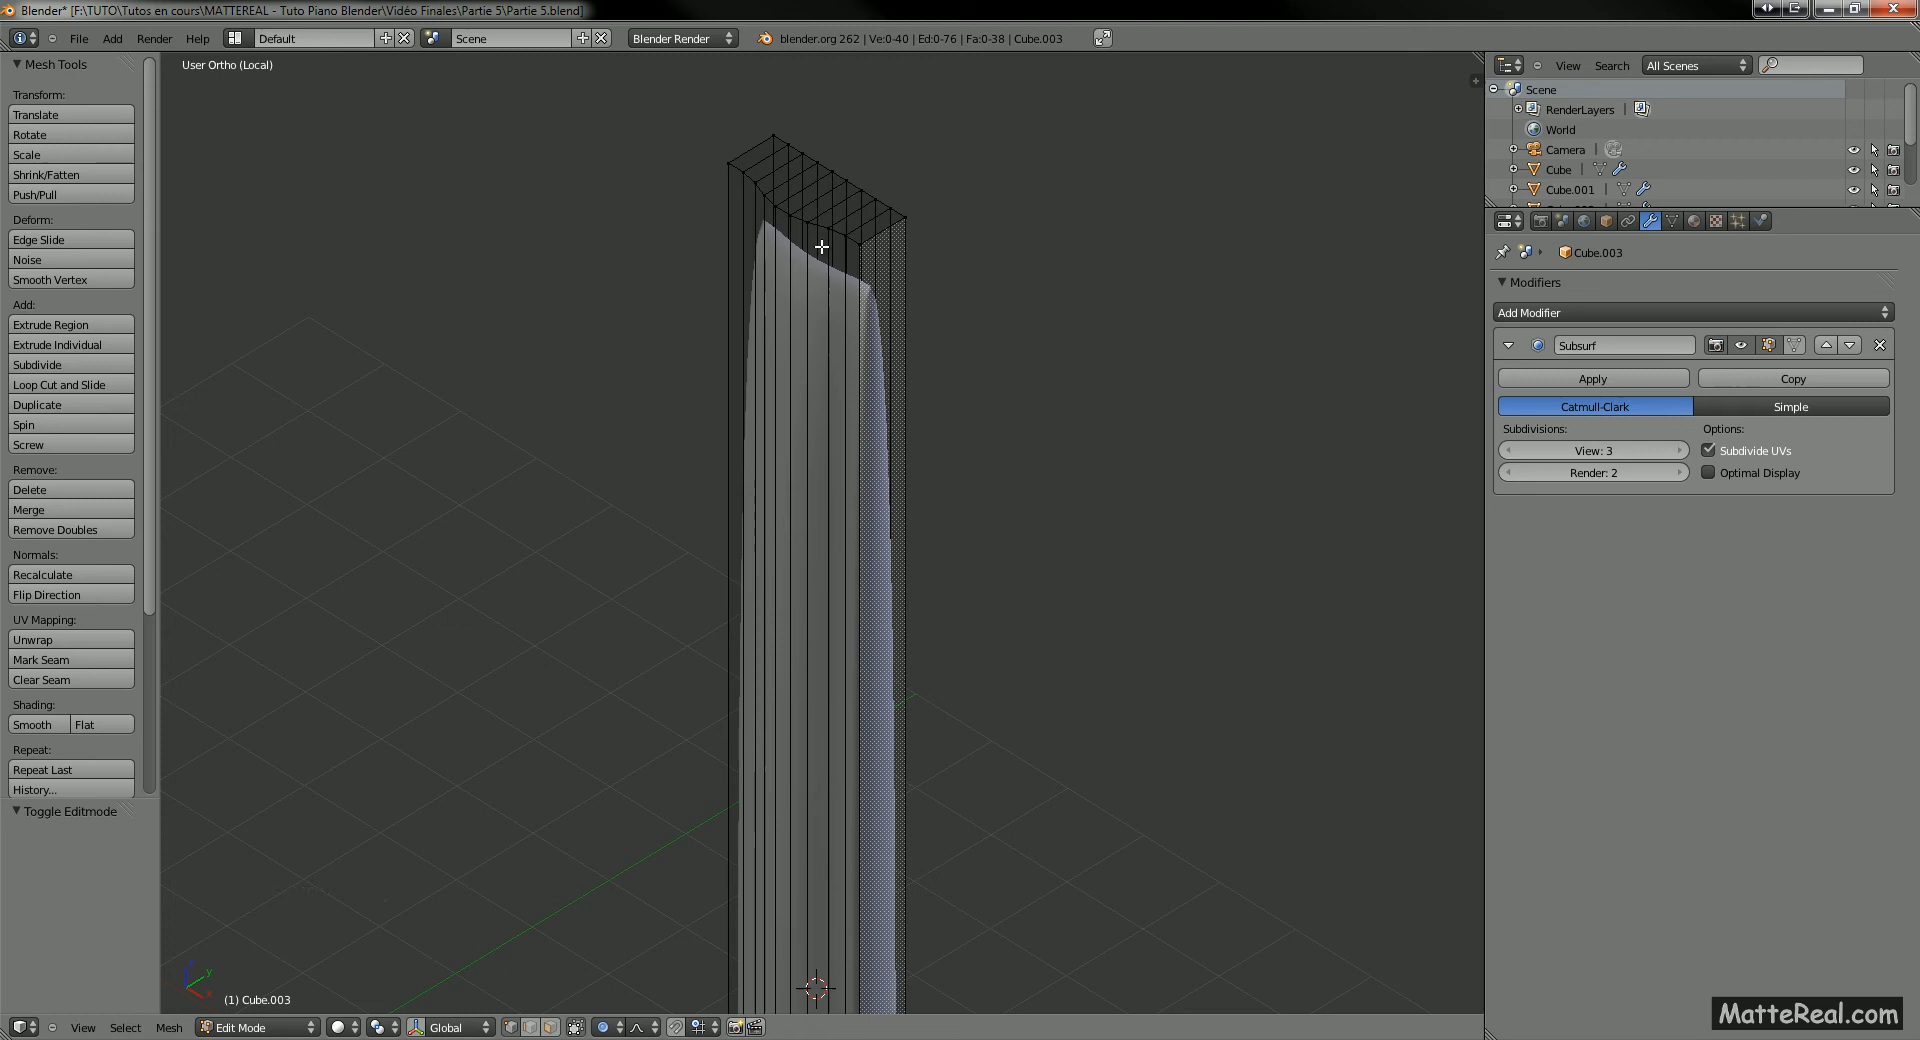 Blender* [F:\TUTO\Tutos en cours\MATTEREAL - Tuto Piano Blender\Vidéo Finales\Partie 5\Partie 5.blend]
File Add Render Help Default Scene Blender Render blender.org 262 | Ve:0-40 | Ed:0-76 | Fa:0-38 | Cube.003
Mesh Tools
Transform:
Translate
Rotate
Scale
Shrink/Fatten
Push/Pull
Deform:
Edge Slide
Noise
Smooth Vertex
Add:
Extrude Region
Extrude Individual
Subdivide
Loop Cut and Slide
Duplicate
Spin
Screw
Remove:
Delete
Merge
Remove Doubles
Normals:
Recalculate
Flip Direction
UV Mapping:
Unwrap
Mark Seam
Clear Seam
Shading:
Smooth Flat
Repeat:
Repeat Last
History...
Toggle Editmode
User Ortho (Local)
z
y
x
(1) Cube.003
View Select Mesh Edit Mode Global
View Search All Scenes
Scene
RenderLayers |
World
Camera |
Cube |
Cube.001 |
Cube.003
Modifiers
Add Modifier
Subsurf
Apply Copy
Catmull-Clark Simple
Subdivisions: Options:
View: 3 Subdivide UVs
Render: 2 Optimal Display
MatteReal.com